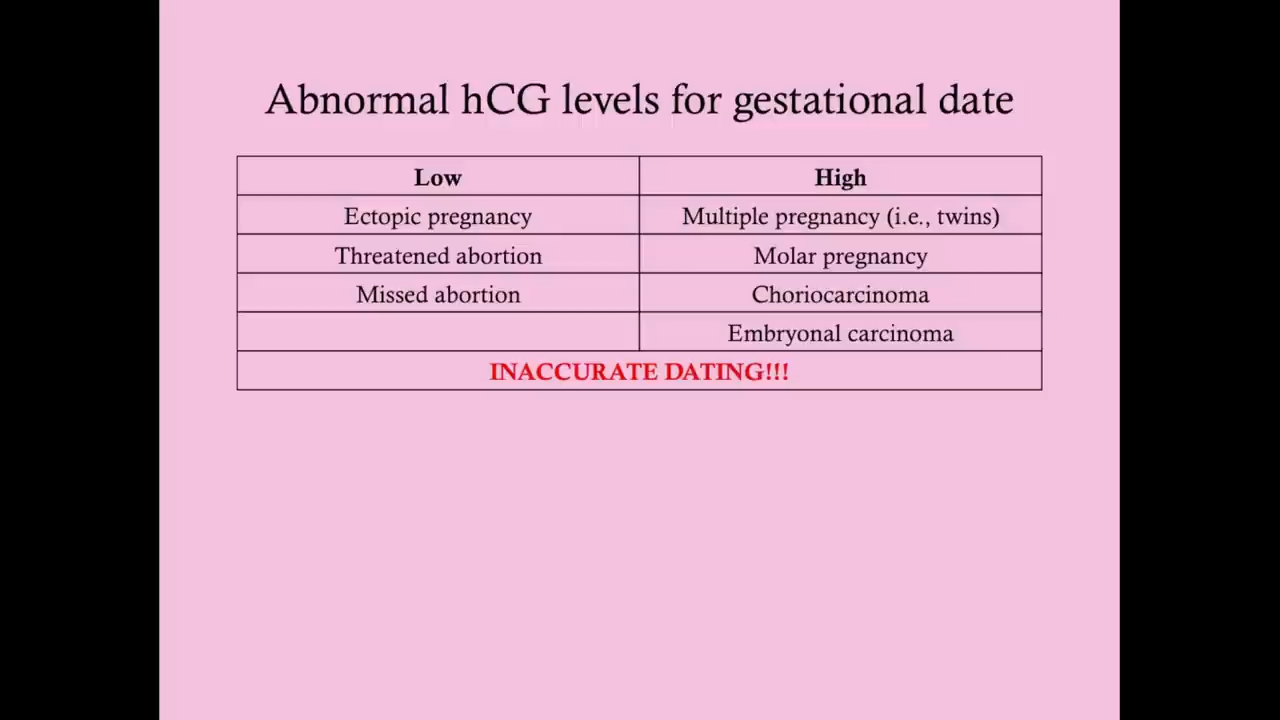 Abnormal hCG levels for gestational date
Low High
Ectopic pregnancy Multiple pregnancy (i.e., twins)
Threatened abortion Molar pregnancy
Missed abortion Choriocarcinoma
Embryonal carcinoma
INACCURATE DATING!!!